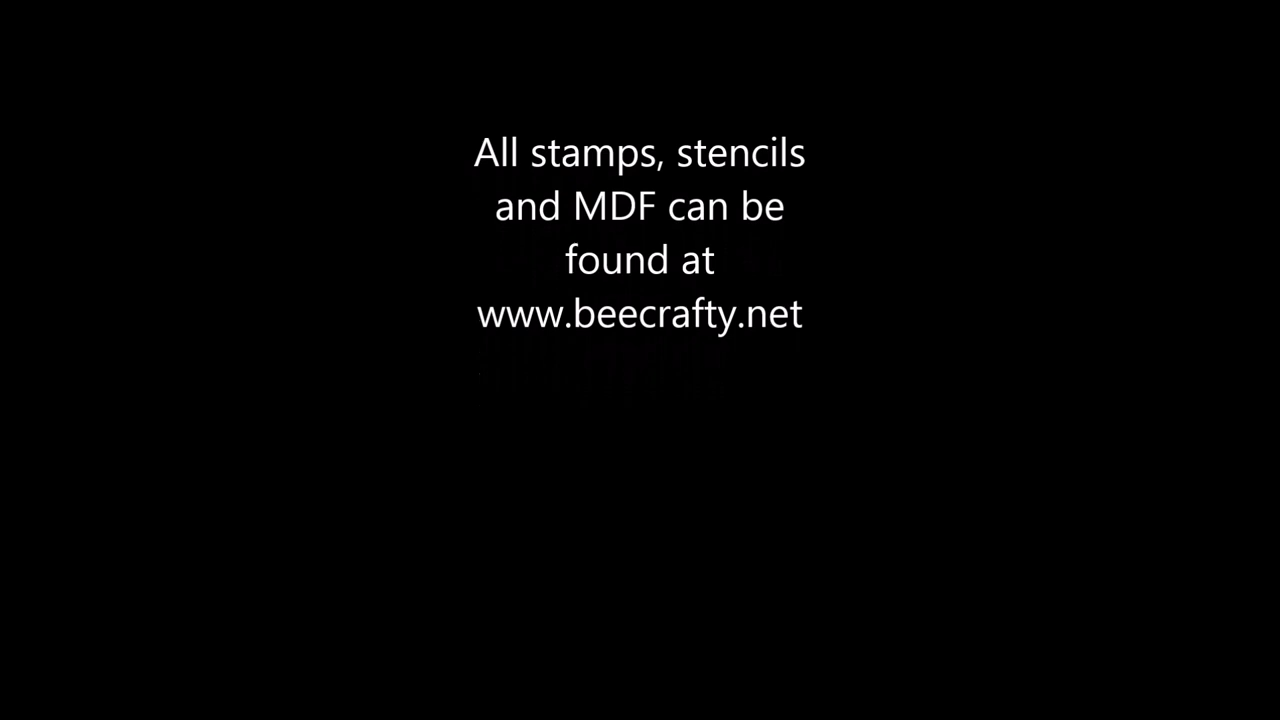 All stamps, stencils
and MDF can be
found at
www.beecrafty.net